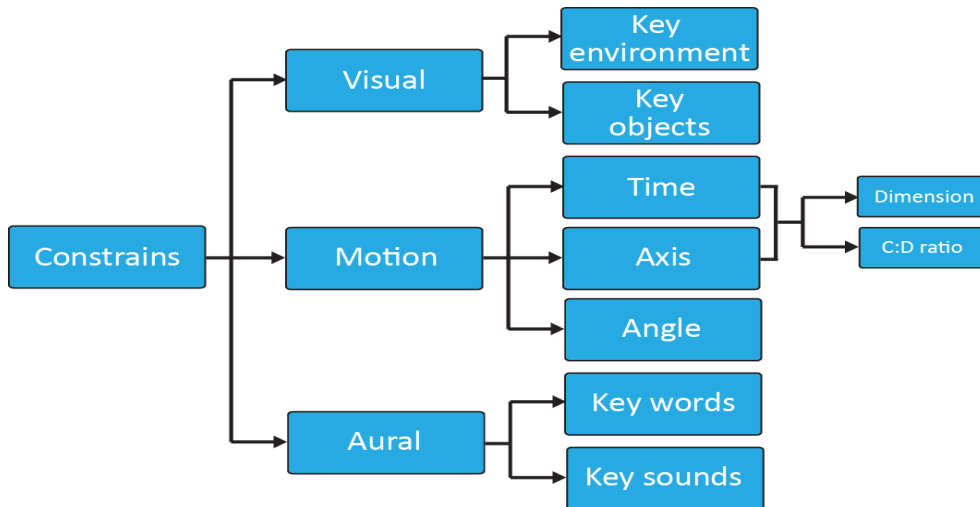 Key
environment
Visual
Key
objects
Time
Dimension
Constrains
Motion
Axis
C:D ratio
Angle
Key words
Aural
Key sounds